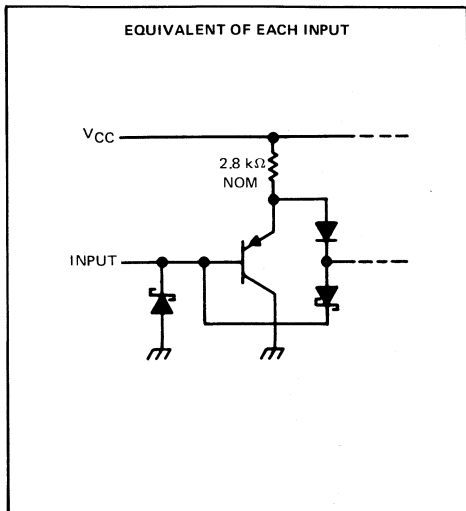 EQUIVALENT OF EACH INPUT
VCC
2.8 kΩ
NOM
INPUT